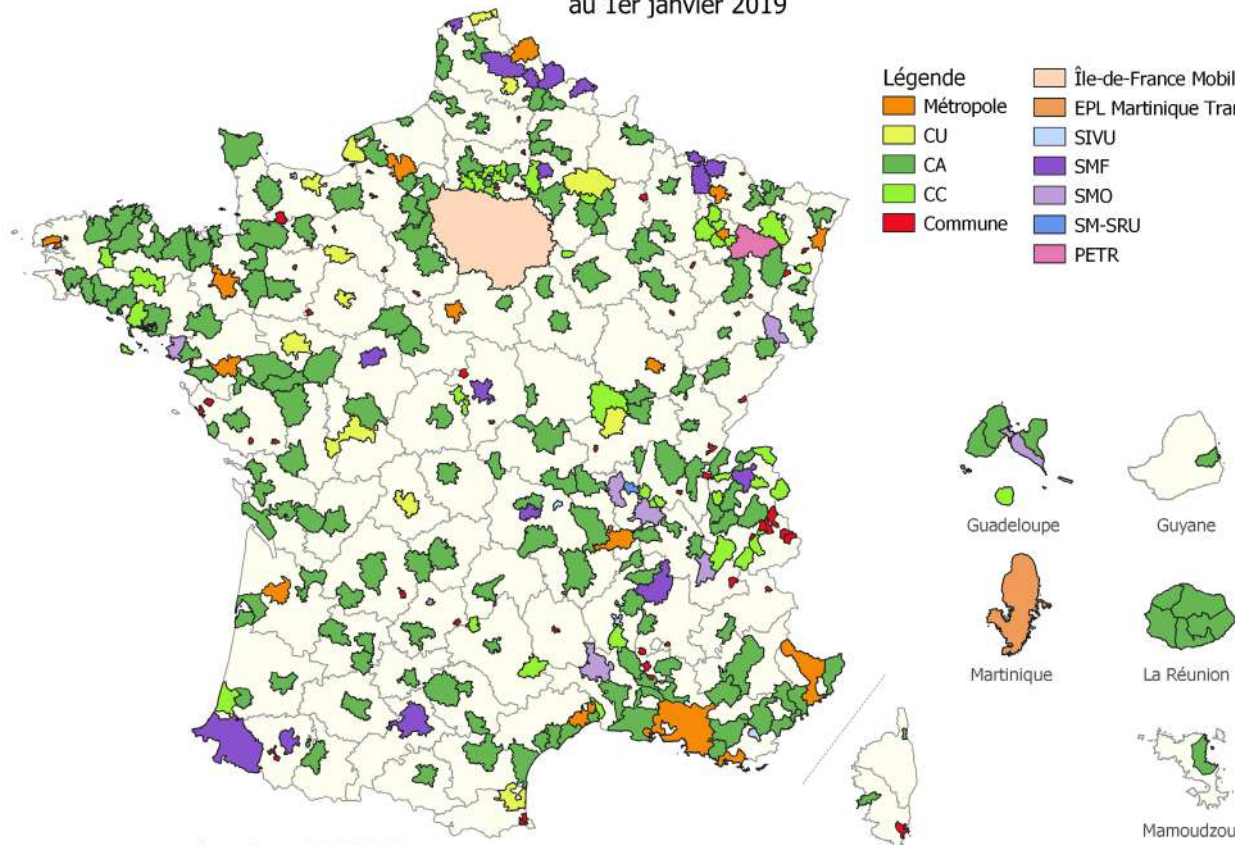 au 1er janvier 2019
Légende
Métropole
CU
CA
CC
Commune
Île-de-France Mobil
EPL Martinique Tran
SIVU
SMF
SMO
SM-SRU
PETR
Guadeloupe
Guyane
Martinique
La Réunion
Mamoudzou